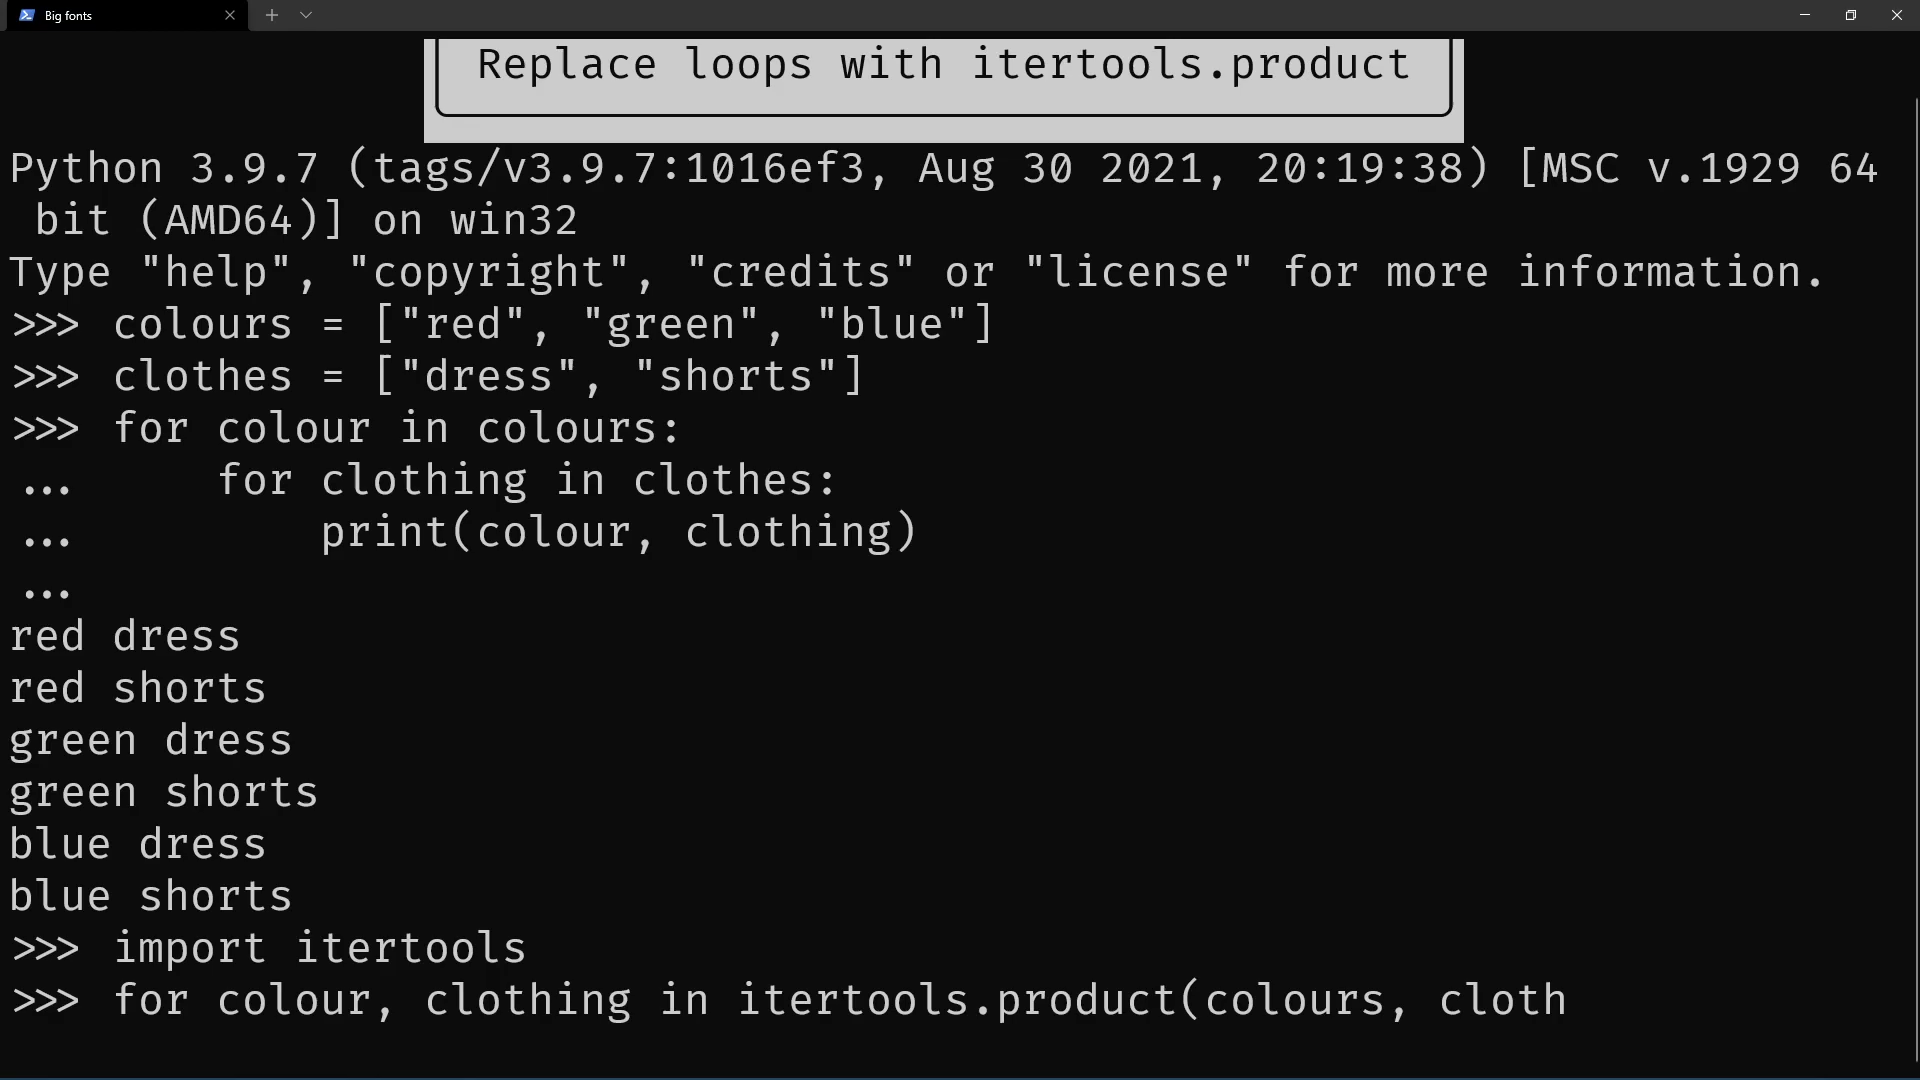 Big fonts
Replace loops with itertools.product
Python 3.9.7 (tags/v3.9.7:1016ef3, Aug 30 2021, 20:19:38) [MSC v.1929 64
 bit (AMD64)] on win32
Type "help", "copyright", "credits" or "license" for more information.
>>> colours = ["red", "green", "blue"]
>>> clothes = ["dress", "shorts"]
>>> for colour in colours:
...     for clothing in clothes:
...         print(colour, clothing)
...
red dress
red shorts
green dress
green shorts
blue dress
blue shorts
>>> import itertools
>>> for colour, clothing in itertools.product(colours, cloth